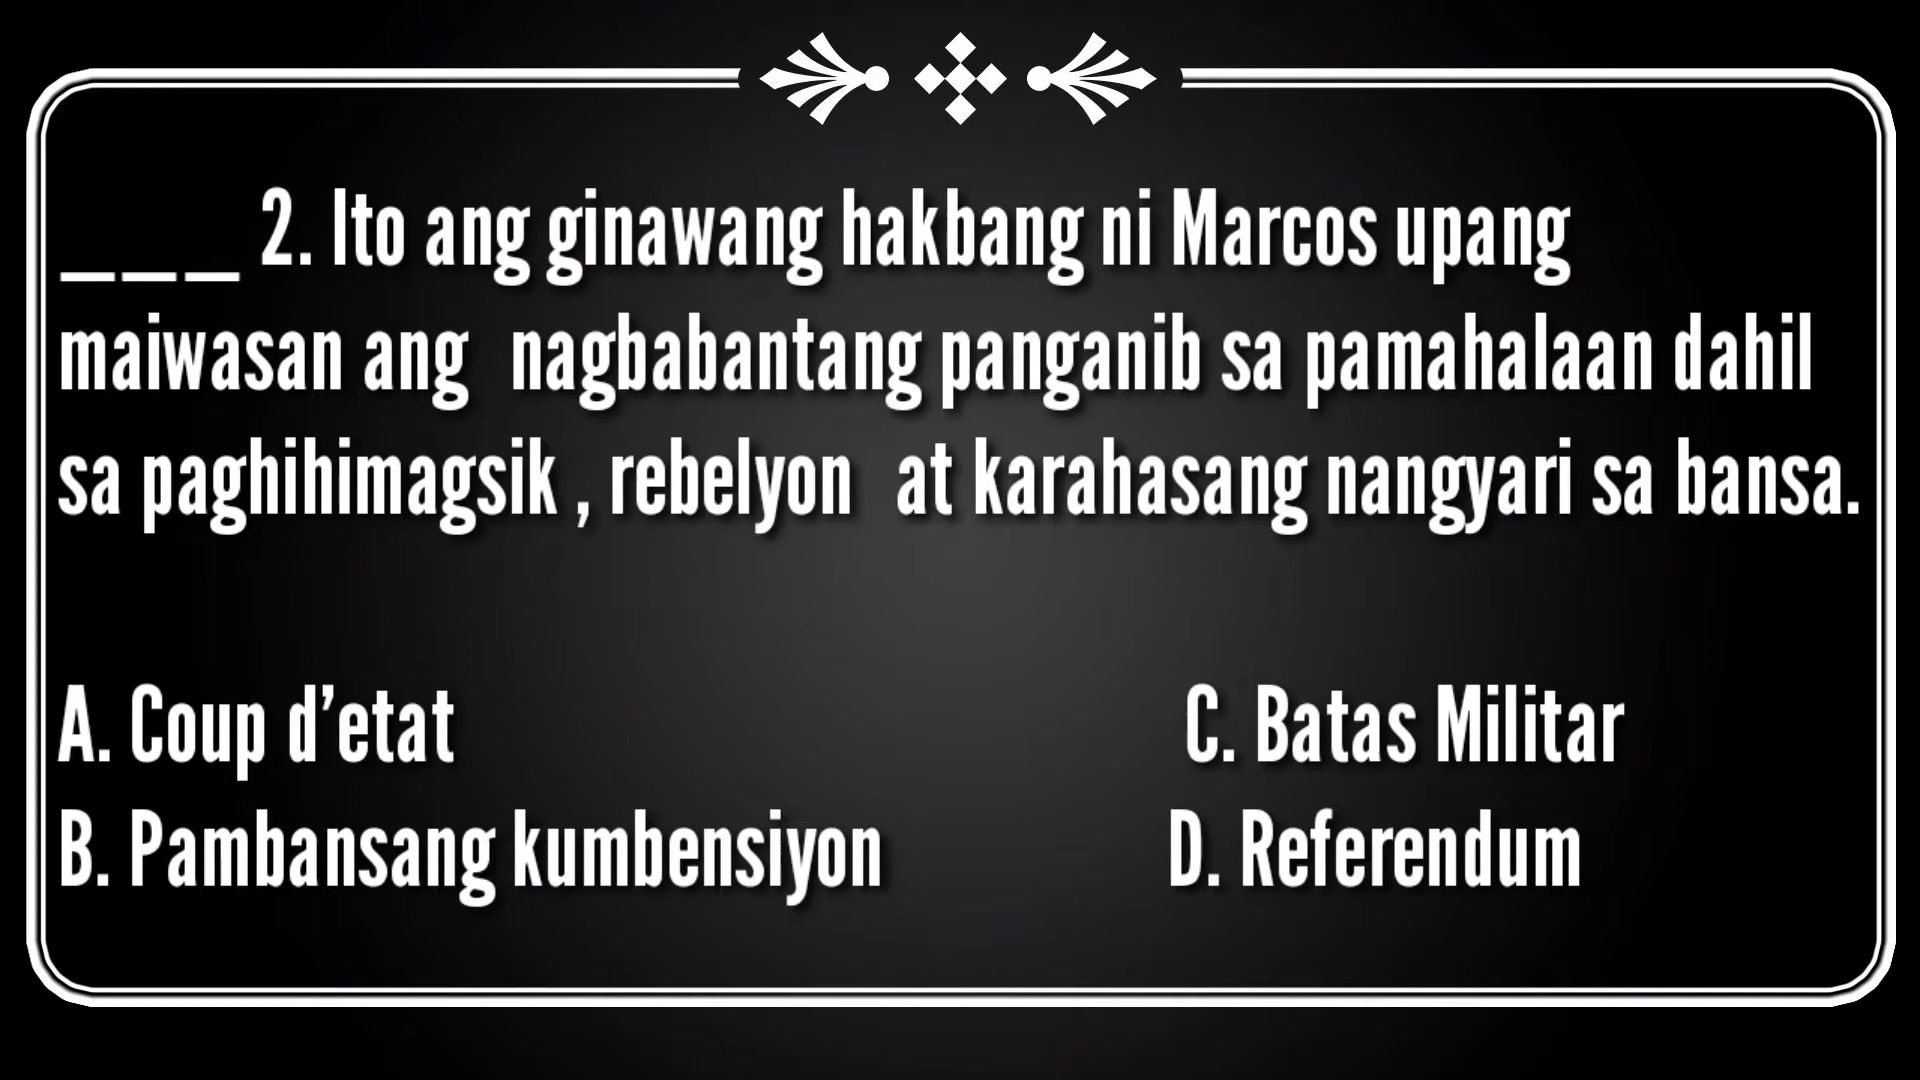 ___ 2. Ito ang ginawang hakbang ni Marcos upang
maiwasan ang nagbabantang panganib sa pamahalaan dahil
sa paghihimagsik , rebelyon at karahasang nangyari sa bansa.
A. Coup d’etat C. Batas Militar
B. Pambansang kumbensiyon D. Referendum